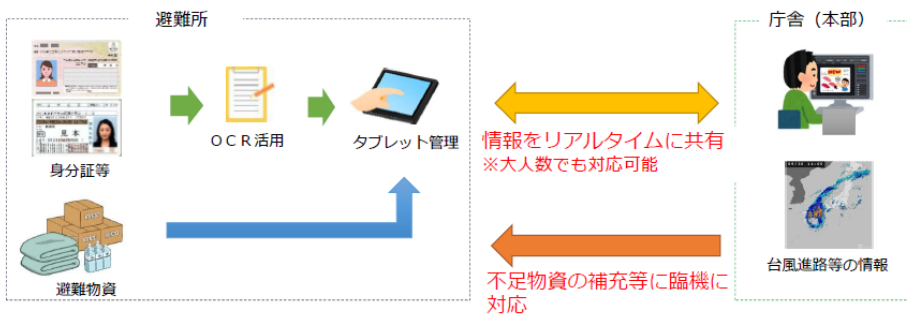 避難所
庁舎（本部）
見本
身分証等
ＯＣＲ活用
タブレット管理
情報をリアルタイムに共有
※大人数でも対応可能
NEW
避難物資
不足物資の補充等に臨機に
対応
台風進路等の情報